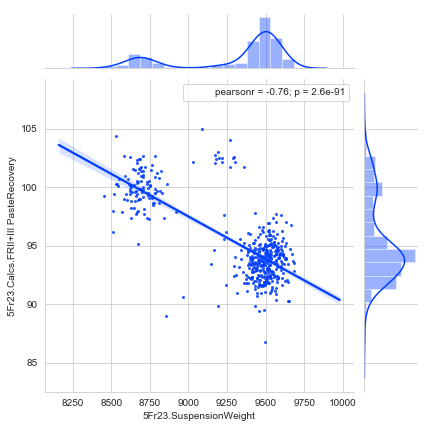 pearsonr = -0.76; p = 2.6e-91
105
100
95
90
85
5Fr23.Calcs.FRII+III PasteRecovery
8250 8500 8750 9000 9250 9500 9750 10000
5Fr23.SuspensionWeight